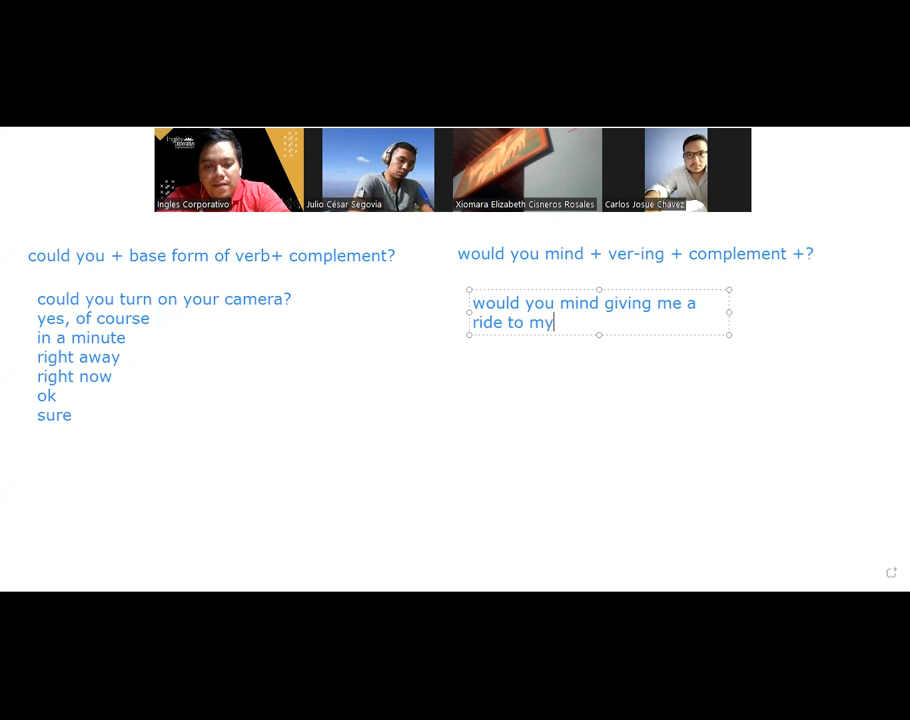 Ingles Corporativo
Julio César Segovia
Xiomara Elizabeth Cisneros Rosales
Carlos Josue Chavez
could you + base form of verb+ complement?
could you turn on your camera?
yes, of course
in a minute
right away
right now
ok
sure
would you mind + ver-ing + complement +?
would you mind giving me a
ride to my